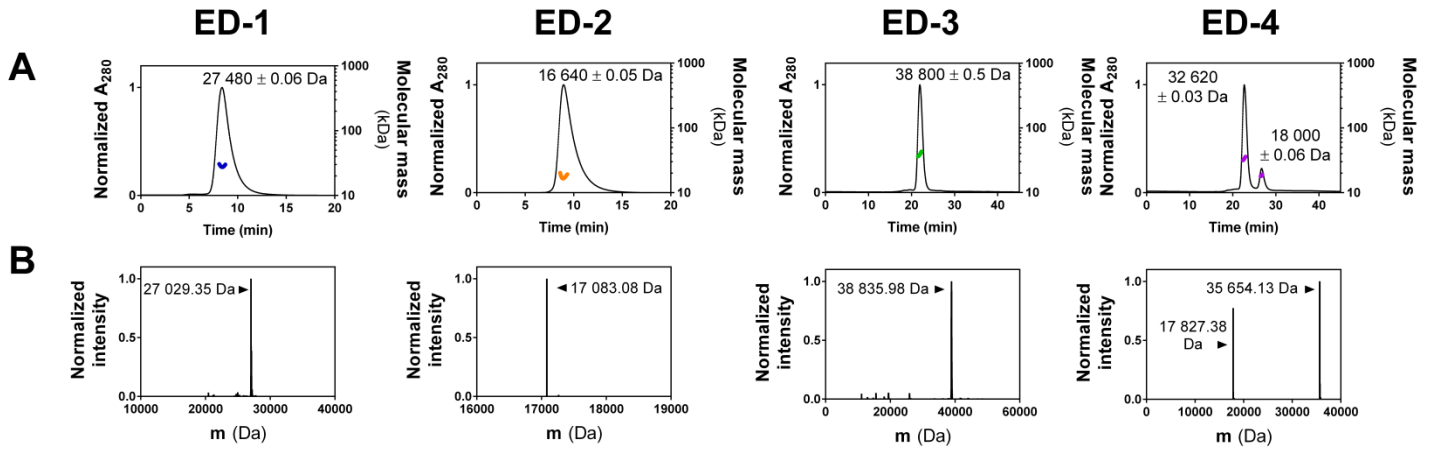 ED-1
ED-2
ED-3
ED-4
A
Normalized A280
1
0
27 480 ± 0.06 Da
1000
100
10
Molecular mass
(kDa)
0 5 10 15 20
Time (min)
Normalized A280
1
0
16 640 ± 0.05 Da
1000
100
10
Molecular mass
(kDa)
0 5 10 15 20
Time (min)
1
0
38 800 ± 0.5 Da
1000
100
10
Molecular mass
(kDa)
0 10 20 30 40
Time (min)
Normalized A280
1
0
32 620
± 0.03 Da
18 000
± 0.06 Da
1000
100
10
Molecular mass
(kDa)
0 10 20 30 40
Time (min)
B
Normalized
intensity
1.0
0.5
0.0
27 029.35 Da
10000 20000 30000 40000
m (Da)
Normalized
intensity
1.0
0.5
0.0
17 083.08 Da
16000 17000 18000 19000
m (Da)
Normalized
intensity
1.0
0.5
0.0
38 835.98 Da
0 20000 40000 60000
m (Da)
Normalized
intensity
1.0
0.5
0.0
35 654.13 Da
17 827.38
Da
0 10000 20000 30000 40000
m (Da)